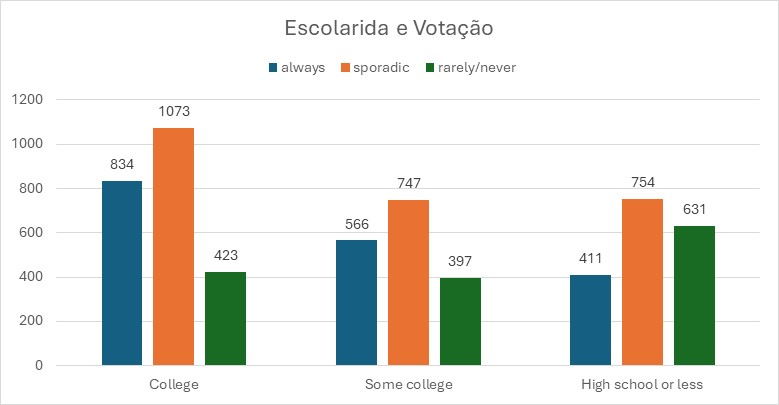 Escolarida e Votação
always sporadic rarely/never
1200
1000
800
600
400
200
0
834 1073 423
566 747 397
411 754 631
College Some college High school or less